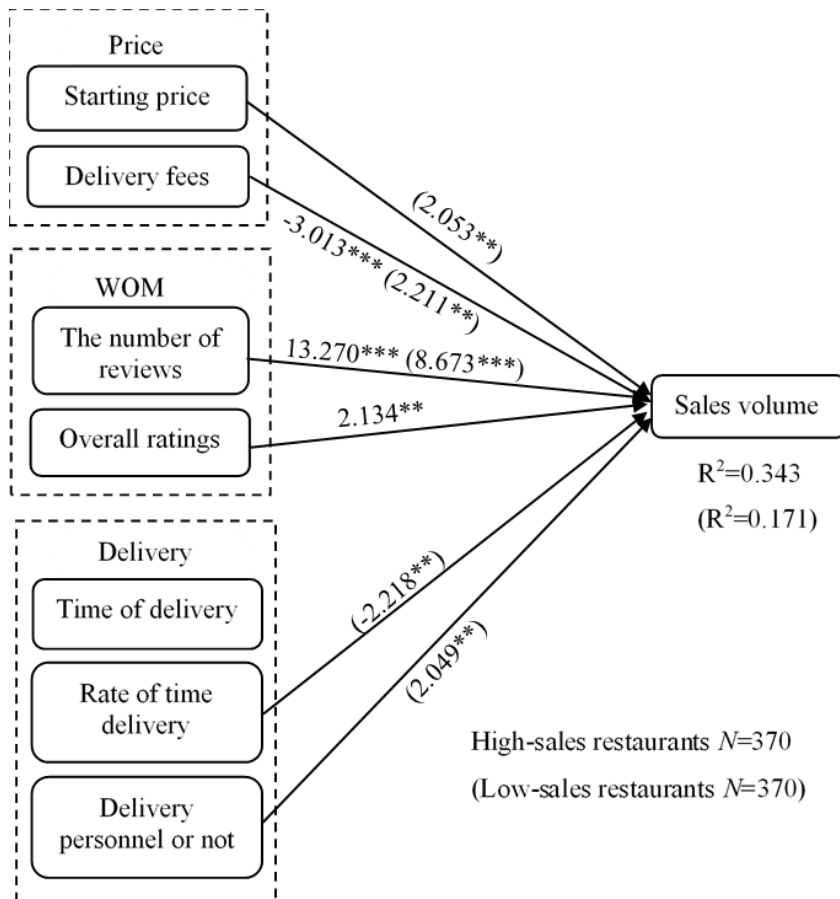 Price
Starting price
Delivery fees
(2.053**)
-3.013*** (2.211**)
WOM
The number of
reviews
13.270*** (8.673***)
Overall ratings
2.134**
Sales volume
R²=0.343
(R²=0.171)
Delivery
Time of delivery
(-2.218**)
Rate of time
delivery
(2.049**)
Delivery
personnel or not
High-sales restaurants N=370
(Low-sales restaurants N=370)